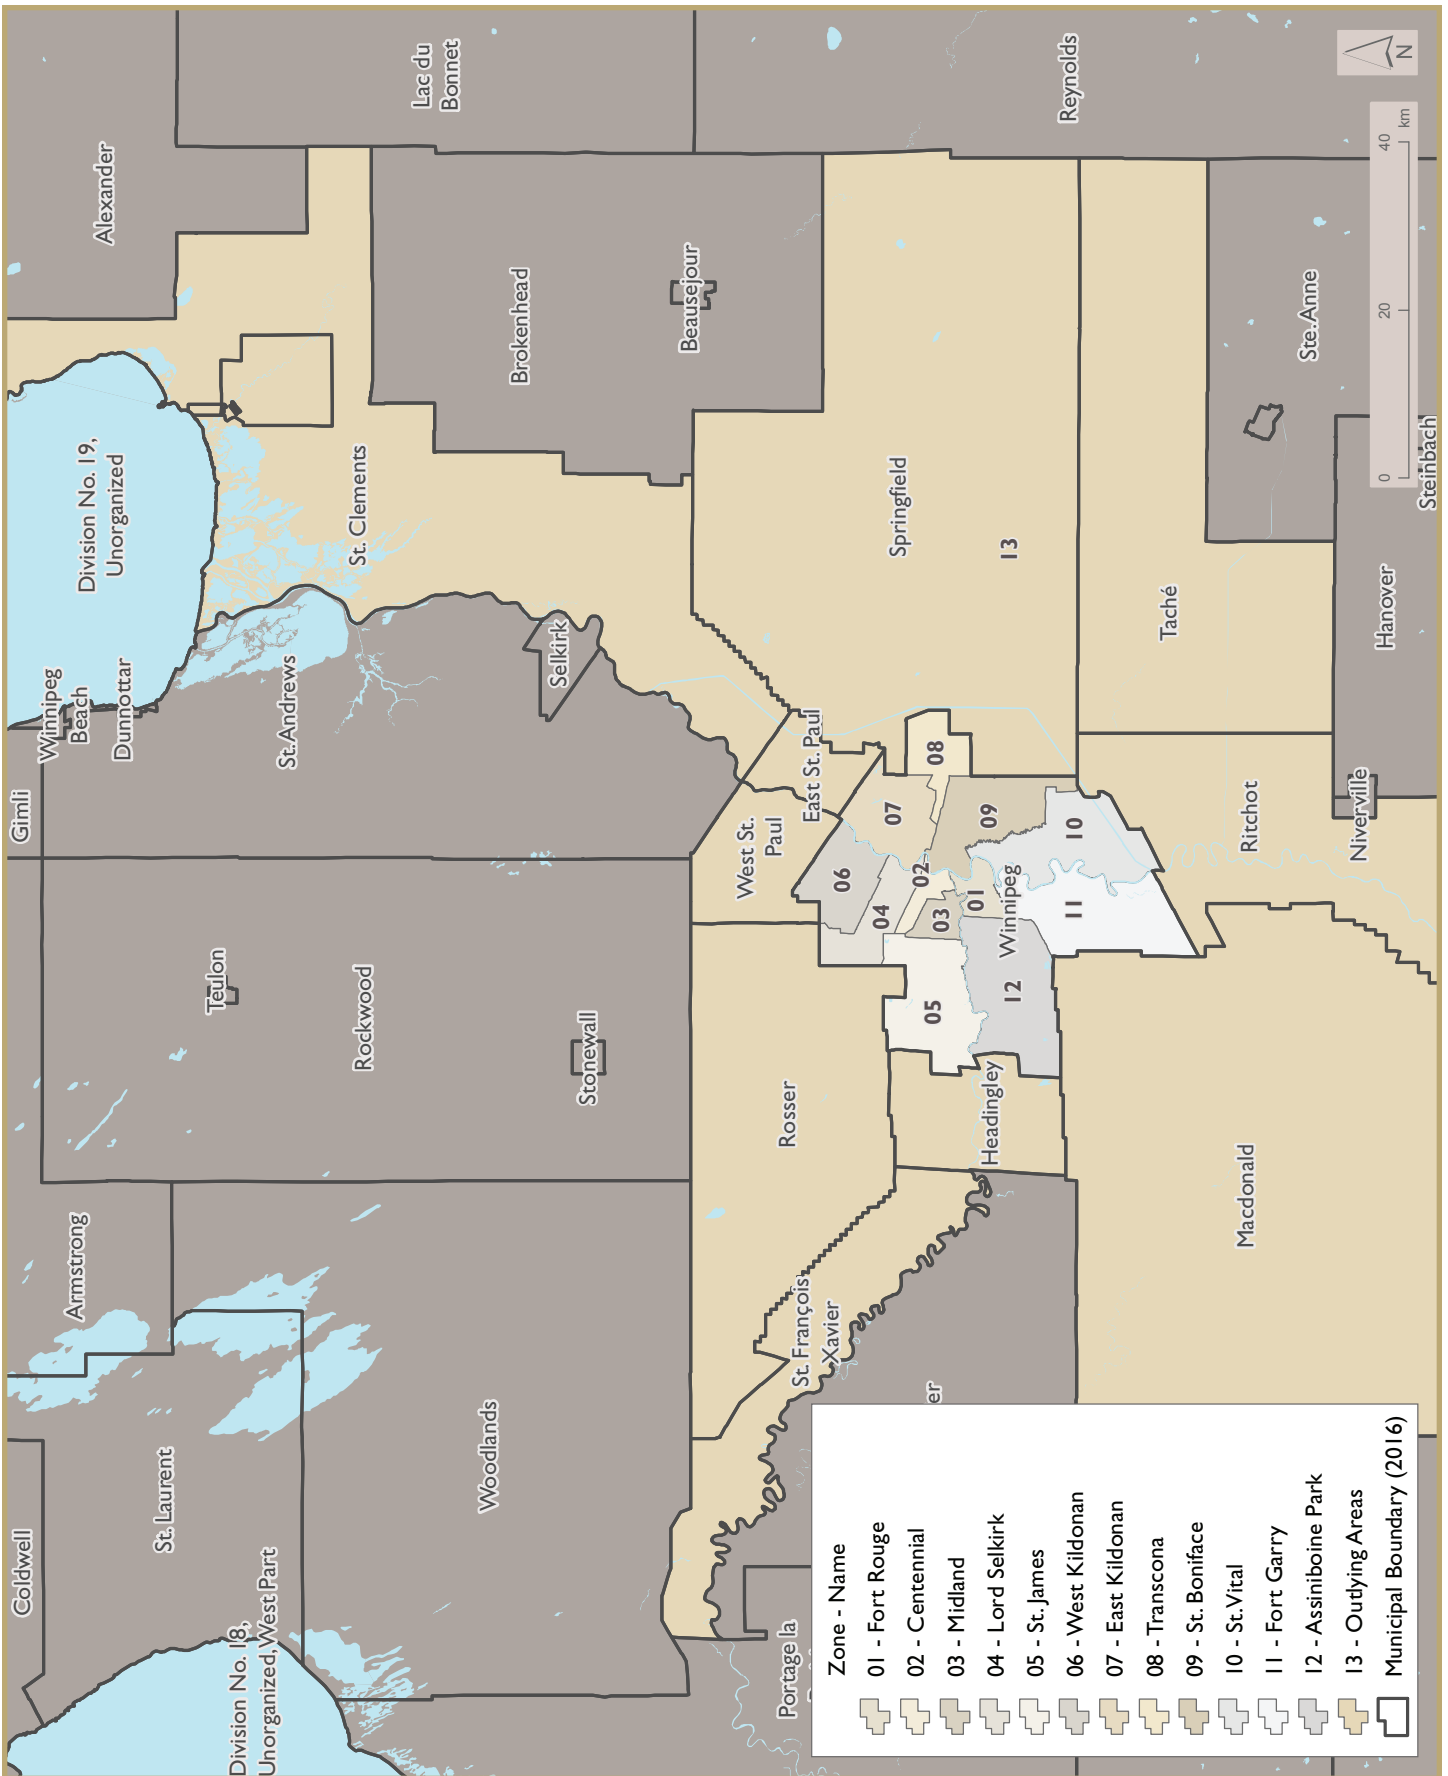 Coldwell
Armstrong
Gimli
Winnipeg
Beach
Dunnottar
Division No. 19,
Unorganized
Alexander
Lac du
Bonnet
St. Laurent
Division No. 18,
Unorganized, West Part
Teulon
Rockwood
St. Andrews
St. Clements
Brokenhead
Woodlands
Stonewall
Selkirk
Beausejour
Reynolds
Portage la
St. François
Xavier
Rosser
West St.
Paul
East St. Paul
Springfield
13
06
07
04
02
08
05
03
01
09
12
Winnipeg
11
10
Headingley
er
Macdonald
Ritchot
Taché
Ste. Anne
Niverville
Hanover
Steinbach
Zone - Name
01 - Fort Rouge
02 - Centennial
03 - Midland
04 - Lord Selkirk
05 - St. James
06 - West Kildonan
07 - East Kildonan
08 - Transcona
09 - St. Boniface
10 - St. Vital
11 - Fort Garry
12 - Assiniboine Park
13 - Outlying Areas
Municipal Boundary (2016)
0 20 40
km
N